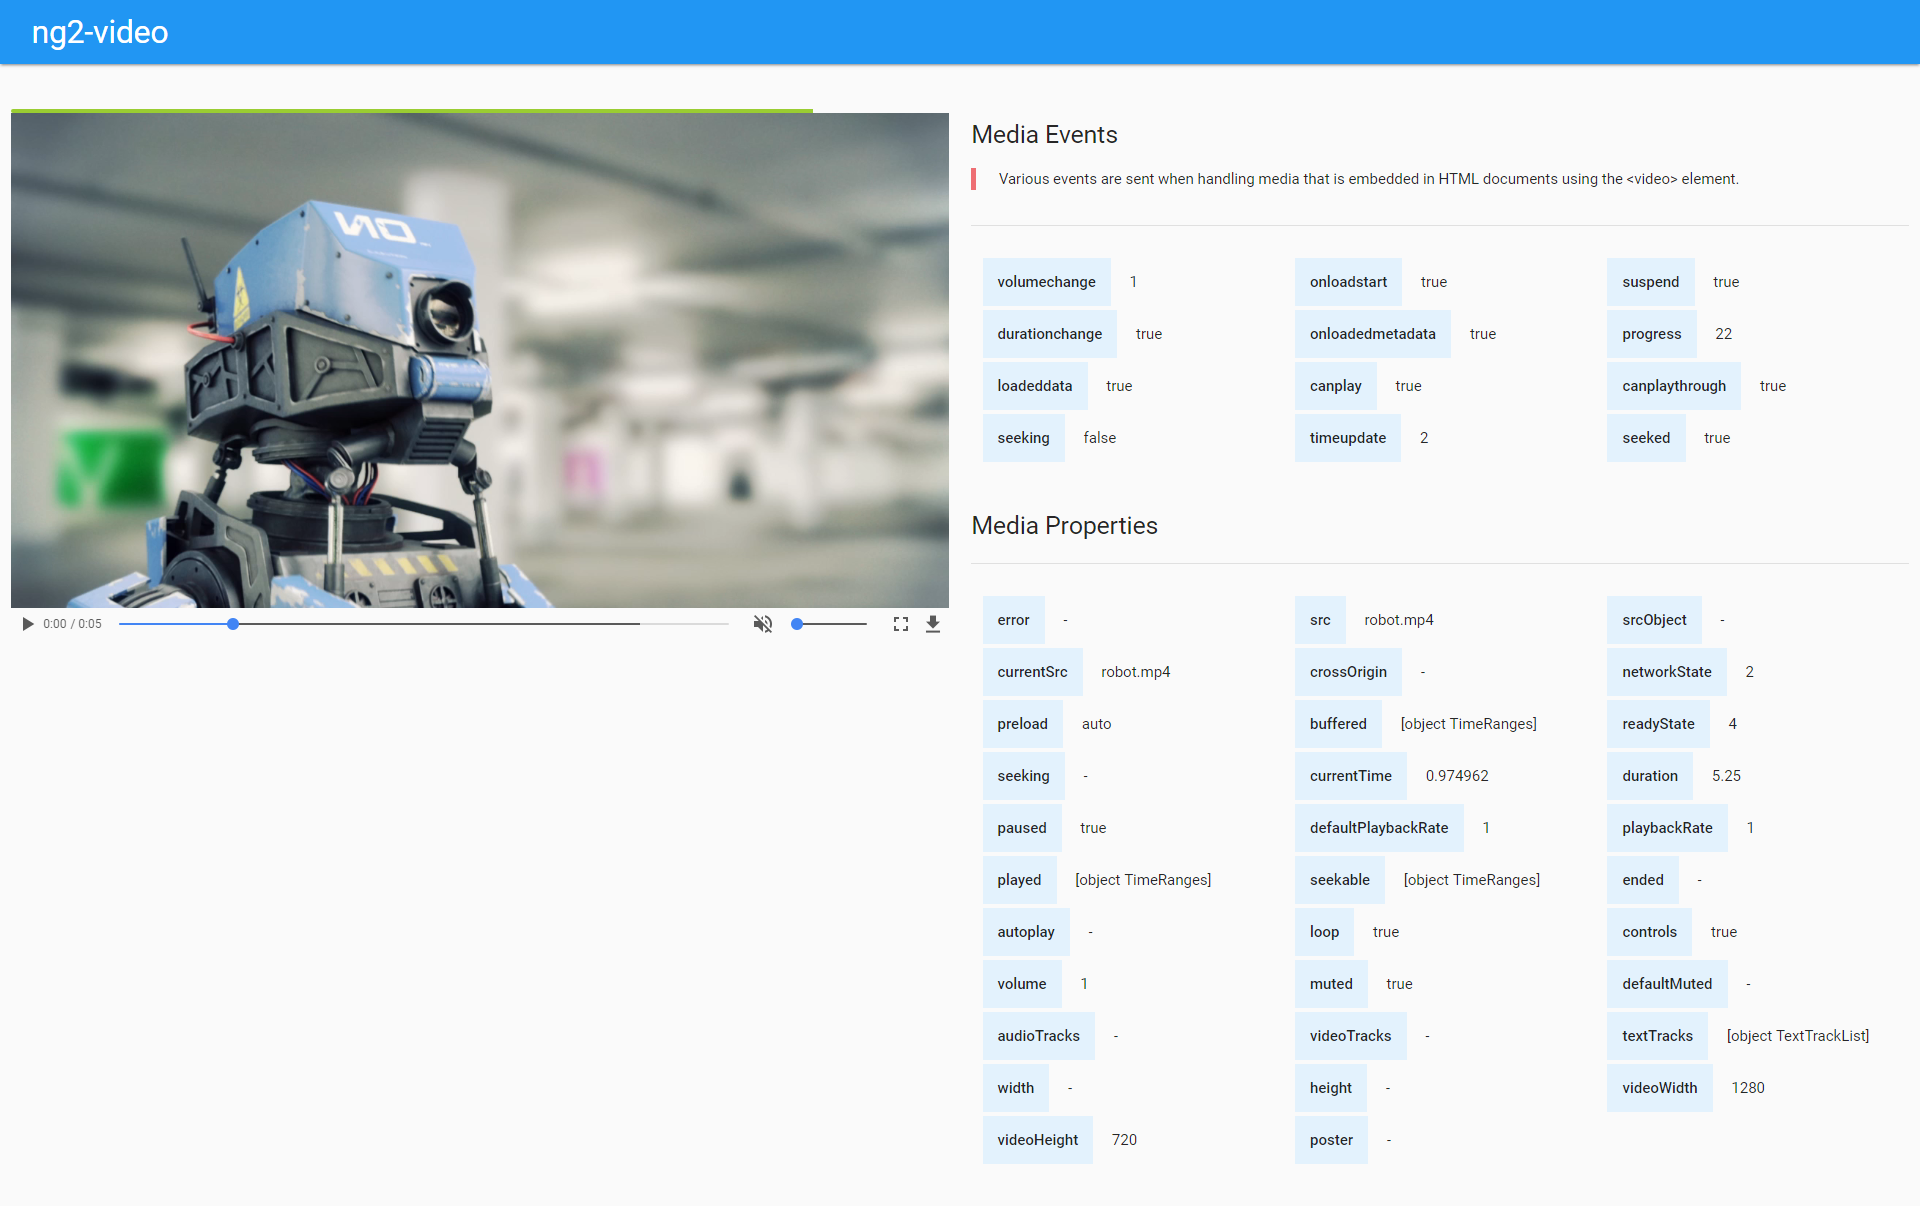 ng2-video
Media Events
Various events are sent when handling media that is embedded in HTML documents using the <video> element.
volumechange 1 onloadstart true suspend true
durationchange true onloadedmetadata true progress 22
loadeddata true canplay true canplaythrough true
seeking false timeupdate 2 seeked true
0:00 / 0:05
Media Properties
error - src robot.mp4 srcObject -
currentSrc robot.mp4 crossOrigin - networkState 2
preload auto buffered [object TimeRanges] readyState 4
seeking - currentTime 0.974962 duration 5.25
paused true defaultPlaybackRate 1 playbackRate 1
played [object TimeRanges] seekable [object TimeRanges] ended -
autoplay - loop true controls true
volume 1 muted true defaultMuted -
audioTracks - videoTracks - textTracks [object TextTrackList]
width - height - videoWidth 1280
videoHeight 720 poster -